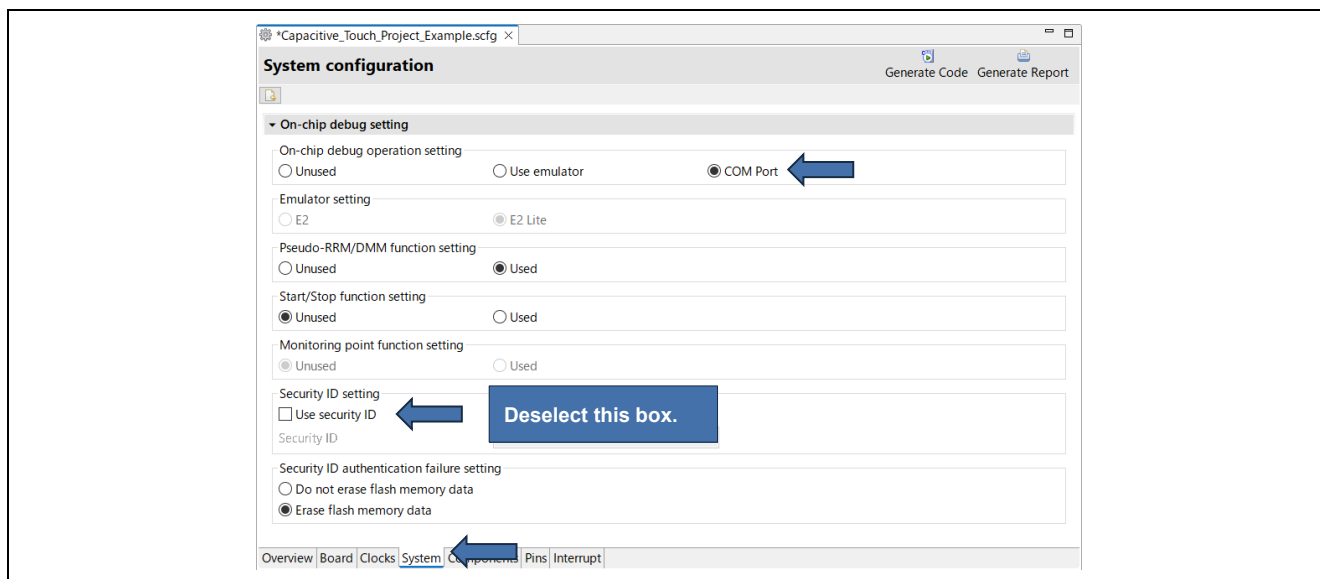 *Capacitive_Touch_Project_Example.scfg
System configuration
Generate Code Generate Report
On-chip debug setting
On-chip debug operation setting
Unused Use emulator COM Port
Emulator setting
E2 E2 Lite
Pseudo-RRM/DMM function setting
Unused Used
Start/Stop function setting
Unused Used
Monitoring point function setting
Unused Used
Security ID setting
Use security ID
Deselect this box.
Security ID
Security ID authentication failure setting
Do not erase flash memory data
Erase flash memory data
Overview Board Clocks System Pins Interrupt